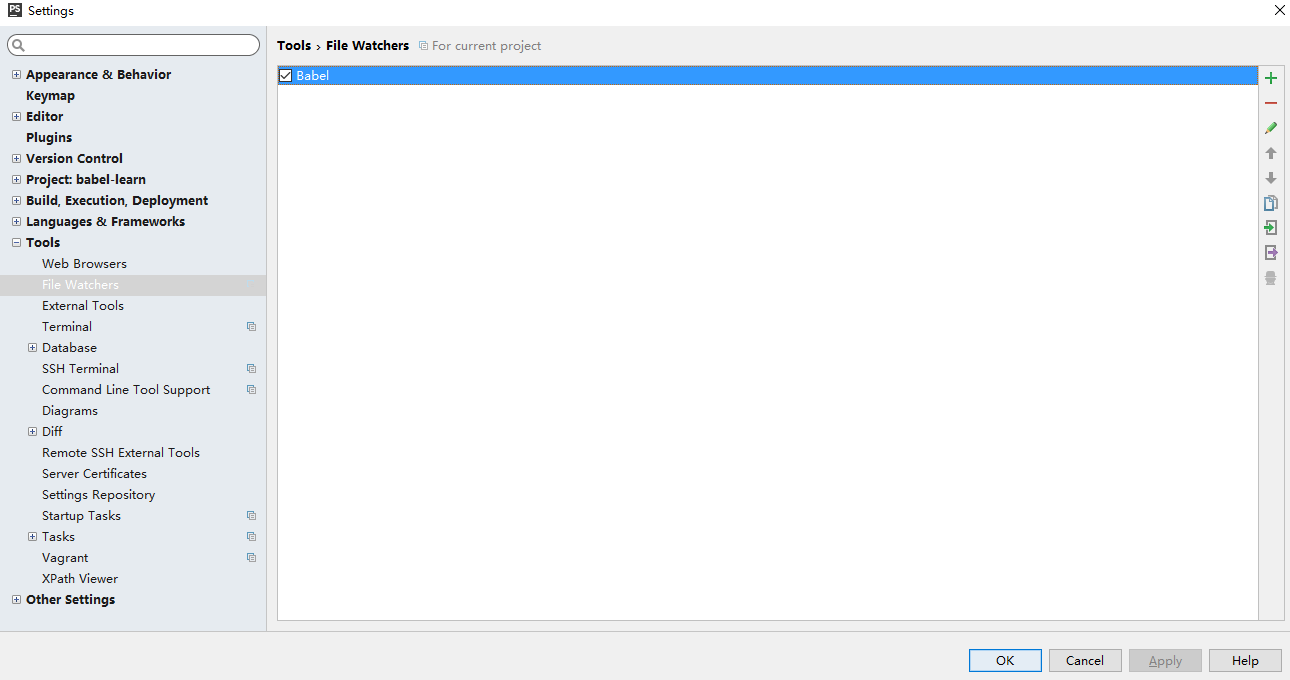 PS Settings
Tools › File Watchers For current project
Appearance & Behavior
Keymap
Editor
Plugins
Version Control
Project: babel-learn
Build, Execution, Deployment
Languages & Frameworks
Tools
Web Browsers
File Watchers
External Tools
Terminal
Database
SSH Terminal
Command Line Tool Support
Diagrams
Diff
Remote SSH External Tools
Server Certificates
Settings Repository
Startup Tasks
Tasks
Vagrant
XPath Viewer
Other Settings
Babel
OK Cancel Apply Help